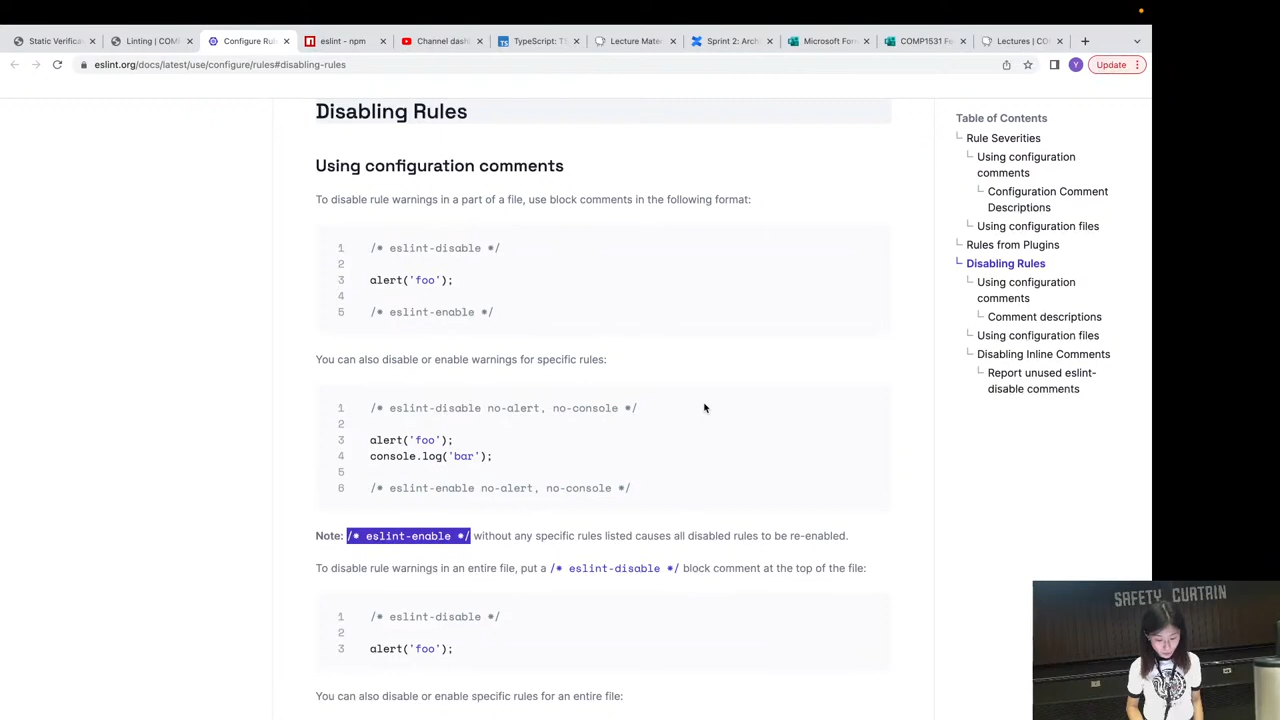 Static Verifica
Linting | COMP
Configure Rul
eslint - npm
Channel dashb
TypeScript: TS
Lecture Mater
Sprint 2: Arch
Microsoft Form
COMP1531 Form
Lectures | COM
eslint.org/docs/latest/use/configure/rules#disabling-rules
Y
Update
Disabling Rules
Using configuration comments
To disable rule warnings in a part of a file, use block comments in the following format:
1 /* eslint-disable */
2
3 alert('foo');
4
5 /* eslint-enable */
You can also disable or enable warnings for specific rules:
1 /* eslint-disable no-alert, no-console */
2
3 alert('foo');
4 console.log('bar');
5
6 /* eslint-enable no-alert, no-console */
Note: /* eslint-enable */ without any specific rules listed causes all disabled rules to be re-enabled.
To disable rule warnings in an entire file, put a /* eslint-disable */ block comment at the top of the file:
1 /* eslint-disable */
2
3 alert('foo');
You can also disable or enable specific rules for an entire file:
Table of Contents
Rule Severities
Using configuration
comments
Configuration Comment
Descriptions
Using configuration files
Rules from Plugins
Disabling Rules
Using configuration
comments
Comment descriptions
Using configuration files
Disabling Inline Comments
Report unused eslint-
disable comments
SAFETY CURTAIN